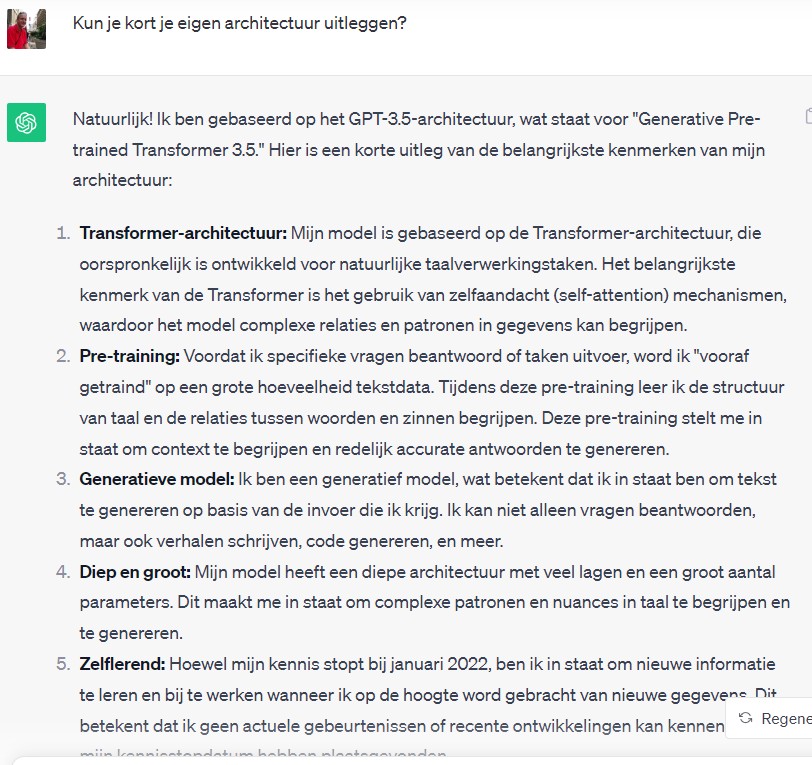 Kun je kort je eigen architectuur uitleggen?
Natuurlijk! Ik ben gebaseerd op het GPT-3.5-architectuur, wat staat voor "Generative Pre-
trained Transformer 3.5." Hier is een korte uitleg van de belangrijkste kenmerken van mijn
architectuur:
1. Transformer-architectuur: Mijn model is gebaseerd op de Transformer-architectuur, die
oorspronkelijk is ontwikkeld voor natuurlijke taalverwerkingstaken. Het belangrijkste
kenmerk van de Transformer is het gebruik van zelfaandacht (self-attention) mechanismen,
waardoor het model complexe relaties en patronen in gegevens kan begrijpen.
2. Pre-training: Voordat ik specifieke vragen beantwoord of taken uitvoer, word ik "vooraf
getraind" op een grote hoeveelheid tekstdata. Tijdens deze pre-training leer ik de structuur
van taal en de relaties tussen woorden en zinnen begrijpen. Deze pre-training stelt me in
staat om context te begrijpen en redelijk accurate antwoorden te genereren.
3. Generatieve model: Ik ben een generatief model, wat betekent dat ik in staat ben om tekst
te genereren op basis van de invoer die ik krijg. Ik kan niet alleen vragen beantwoorden,
maar ook verhalen schrijven, code genereren, en meer.
4. Diep en groot: Mijn model heeft een diepe architectuur met veel lagen en een groot aantal
parameters. Dit maakt me in staat om complexe patronen en nuances in taal te begrijpen en
te genereren.
5. Zelflerend: Hoewel mijn kennis stopt bij januari 2022, ben ik in staat om nieuwe informatie
te leren en bij te werken wanneer ik op de hoogte word gebracht van nieuwe gegevens. Dit
betekent dat ik geen actuele gebeurtenissen of recente ontwikkelingen kan kennen
Regene
mijn kennisstopdatum hebben plaatsgevonden.